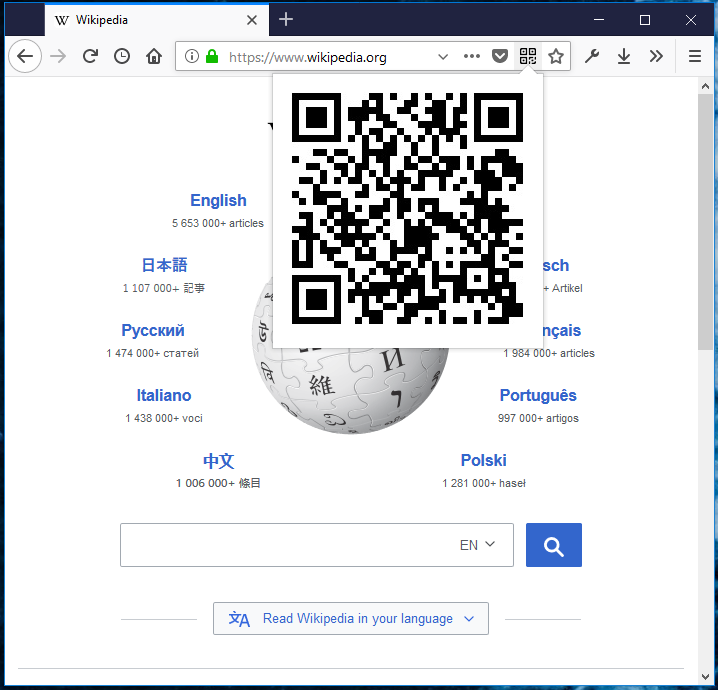 Wikipedia
https://www.wikipedia.org
English
5 653 000+ articles
日本語
1 107 000+ 記事
sch
+ Artikel
Русский
1 474 000+ статей
nçais
1 984 000+ articles
維
И
Italiano
1 438 000+ voci
Português
997 000+ artigos
中文
1 006 000+ 條目
Polski
1 281 000+ haseł
EN
文A Read Wikipedia in your language